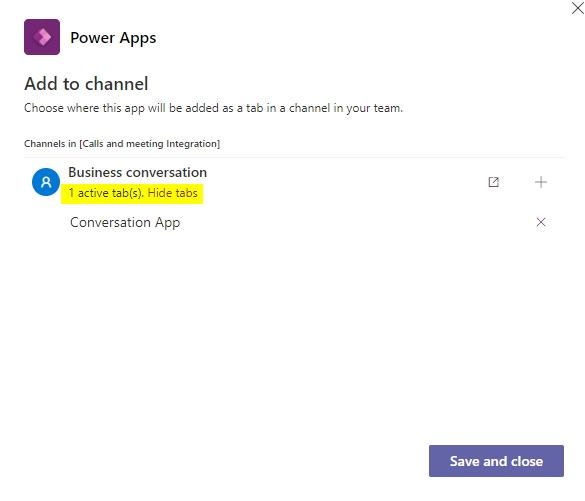 Power Apps
Add to channel
Choose where this app will be added as a tab in a channel in your team.
Channels in [Calls and meeting Integration]
Business conversation
1 active tab(s). Hide tabs
Conversation App
Save and close